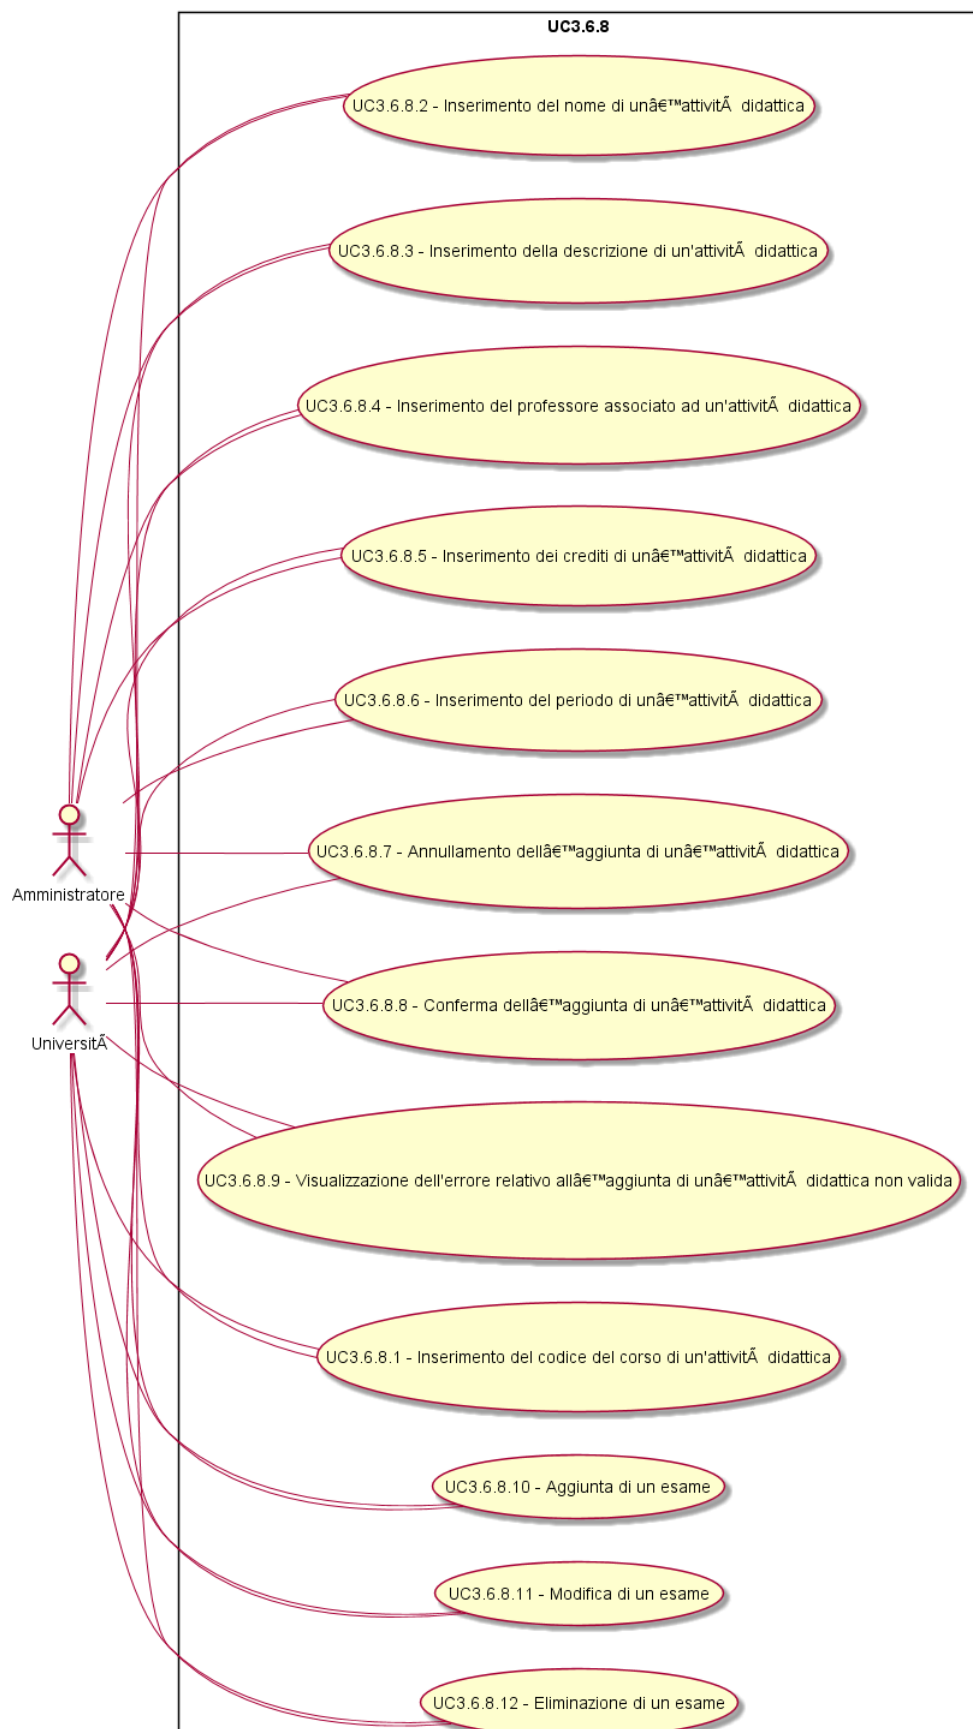 UC3.6.8
UC3.6.8.2 - Inserimento del nome di unâ€™attivitÃ  didattica
UC3.6.8.3 - Inserimento della descrizione di un'attivitÃ  didattica
UC3.6.8.4 - Inserimento del professore associato ad un'attivitÃ  didattica
UC3.6.8.5 - Inserimento dei crediti di unâ€™attivitÃ  didattica
UC3.6.8.6 - Inserimento del periodo di unâ€™attivitÃ  didattica
UC3.6.8.7 - Annullamento dellâ€™aggiunta di unâ€™attivitÃ  didattica
Amministratore
UC3.6.8.8 - Conferma dellâ€™aggiunta di unâ€™attivitÃ  didattica
UniversitÃ
UC3.6.8.9 - Visualizzazione dell'errore relativo allâ€™aggiunta di unâ€™attivitÃ  didattica non valida
UC3.6.8.1 - Inserimento del codice del corso di un'attivitÃ  didattica
UC3.6.8.10 - Aggiunta di un esame
UC3.6.8.11 - Modifica di un esame
UC3.6.8.12 - Eliminazione di un esame